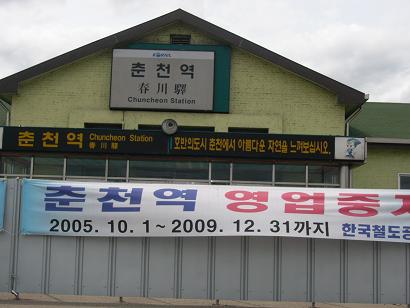 KORAIL
춘천역
春川驛
Chuncheon Station
춘천역 Chuncheon Station 春川驛 호반의도시 춘천에서 아름다운 자연을 느껴보십시오.
춘천역 영업중지
2005. 10. 1~2009. 12. 31까지 한국철도공